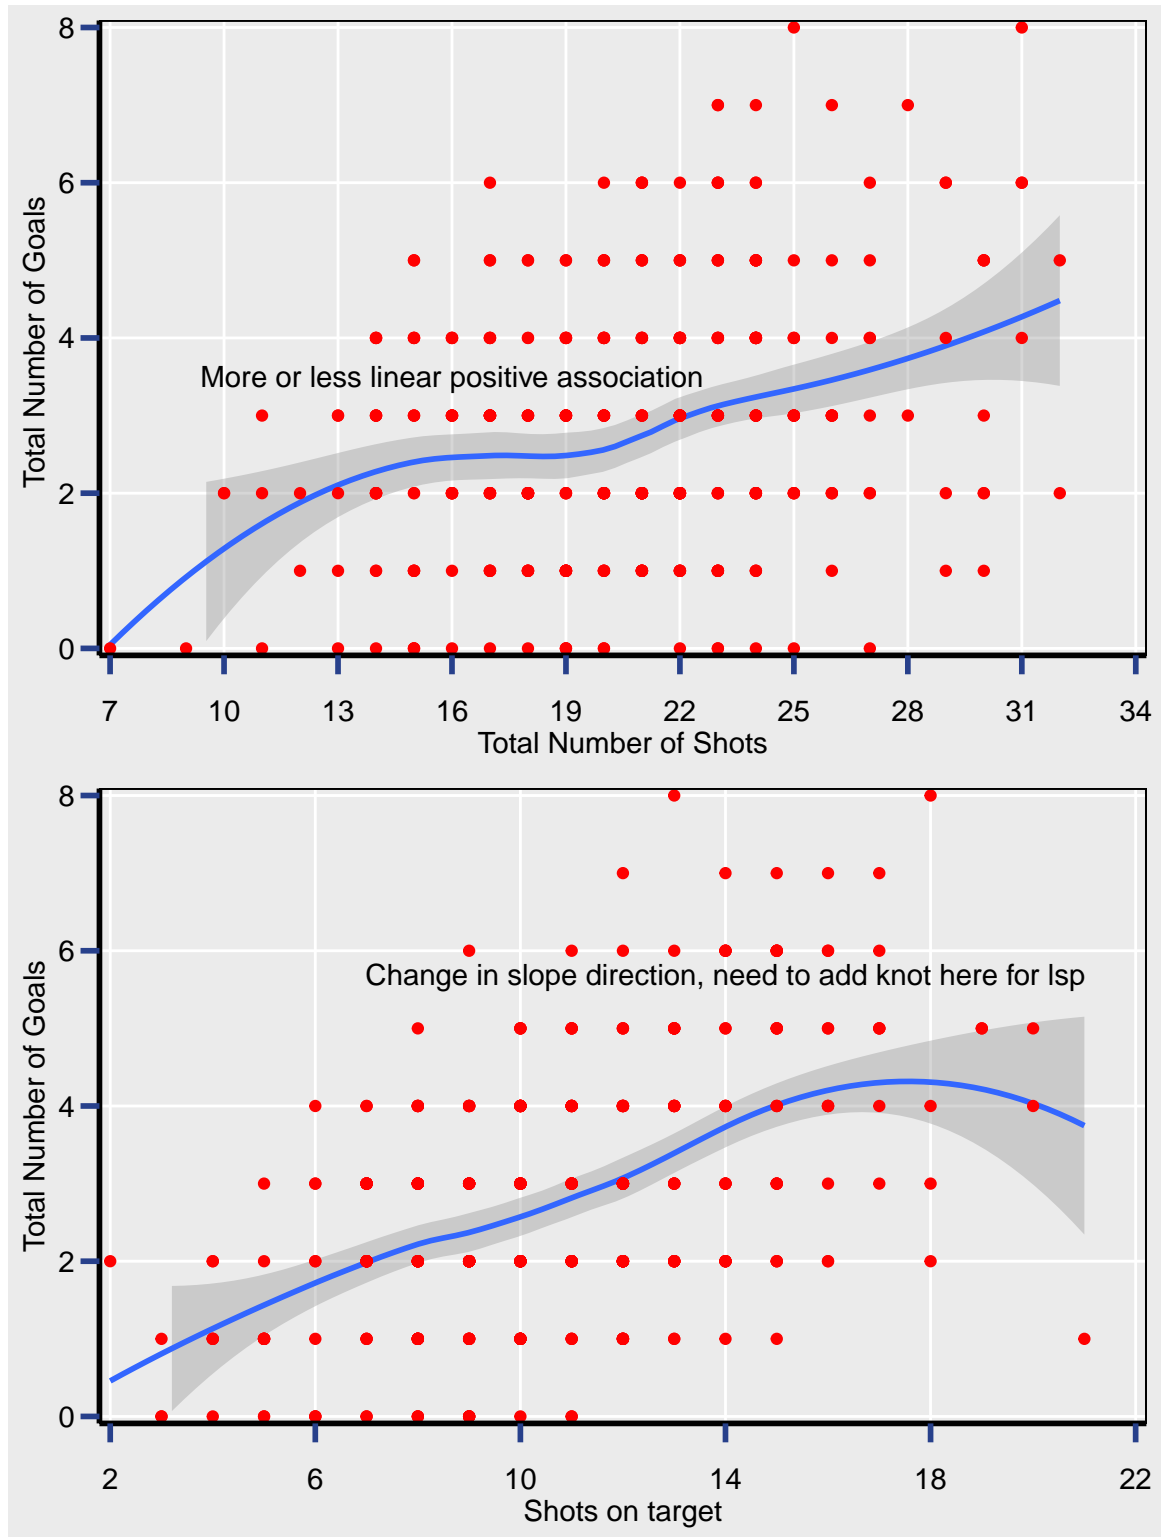 8
6
4
2
0
Total Number of Goals
More or less linear positive association
7 10 13 16 19 22 25 28 31 34
Total Number of Shots
8
6
4
2
0
Total Number of Goals
Change in slope direction, need to add knot here for lsp
2 6 10 14 18 22
Shots on target